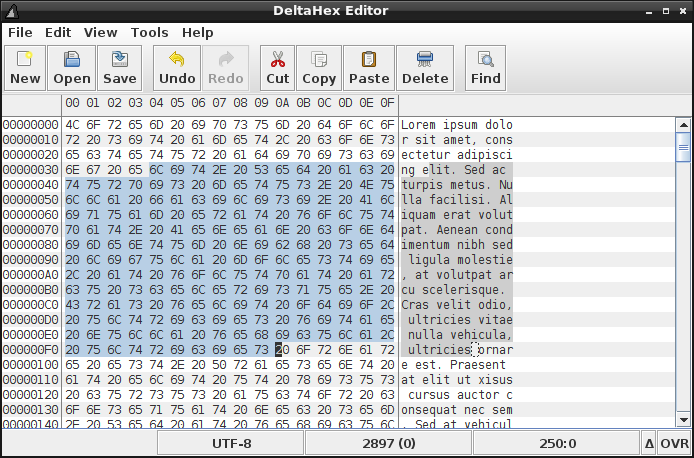 DeltaHex Editor
File Edit View Tools Help
New Open Save Undo Redo Cut Copy Paste Delete Find
00 01 02 03 04 05 06 07 08 09 0A 0B 0C 0D 0E 0F
00000000 4C 6F 72 65 6D 20 69 70 73 75 6D 20 64 6F 6C 6F Lorem ipsum dolo
00000010 72 20 73 69 74 20 61 6D 65 74 2C 20 63 6F 6E 73 r sit amet, cons
00000020 65 63 74 65 74 75 72 20 61 64 69 70 69 73 63 69 ectetur adipisci
00000030 6E 67 20 65 6C 69 74 2E 20 53 65 64 20 61 63 20 ng elit. Sed ac
00000040 74 75 72 70 69 73 20 6D 65 74 75 73 2E 20 4E 75 turpis metus. Nu
00000050 6C 6C 61 20 66 61 63 69 6C 69 73 69 2E 20 41 6C lla facilisi. Al
00000060 69 71 75 61 6D 20 65 72 61 74 20 76 6F 6C 75 74 iquam erat volut
00000070 70 61 74 2E 20 41 65 6E 65 61 6E 20 63 6F 6E 64 pat. Aenean cond
00000080 69 6D 65 6E 74 75 6D 20 6E 69 62 68 20 73 65 64 imentum nibh sed
00000090 20 6C 69 67 75 6C 61 20 6D 6F 6C 65 73 74 69 65 ligula molestie
000000A0 2C 20 61 74 20 76 6F 6C 75 74 70 61 74 20 61 72 , at volutpat ar
000000B0 63 75 20 73 63 65 6C 65 72 69 73 71 75 65 2E 20 cu scelerisque.
000000C0 43 72 61 73 20 76 65 6C 69 74 20 6F 64 69 6F 2C Cras velit odio,
000000D0 20 75 6C 74 72 69 63 69 65 73 20 76 69 74 61 65 ultricies vitae
000000E0 20 6E 75 6C 6C 61 20 76 65 68 69 63 75 6C 61 2C nulla vehicula,
000000F0 20 75 6C 74 72 69 63 69 65 73 20 6F 72 6E 61 72 ultricies ornar
00000100 65 20 65 73 74 2E 20 50 72 61 65 73 65 6E 74 20 e est. Praesent
00000110 61 74 20 65 6C 69 74 20 75 74 20 78 69 73 75 73 at elit ut xisus
00000120 20 63 75 72 73 75 73 20 61 75 63 74 6F 72 20 63 cursus auctor c
00000130 6F 6E 73 65 71 75 61 74 20 6E 65 63 20 73 65 6D onsequat nec sem
00000140 2E 20 53 65 64 20 61 74 20 76 65 68 69 63 75 6C . Sed at vehicul
UTF-8 2897 (0) 250:0 Δ OVR